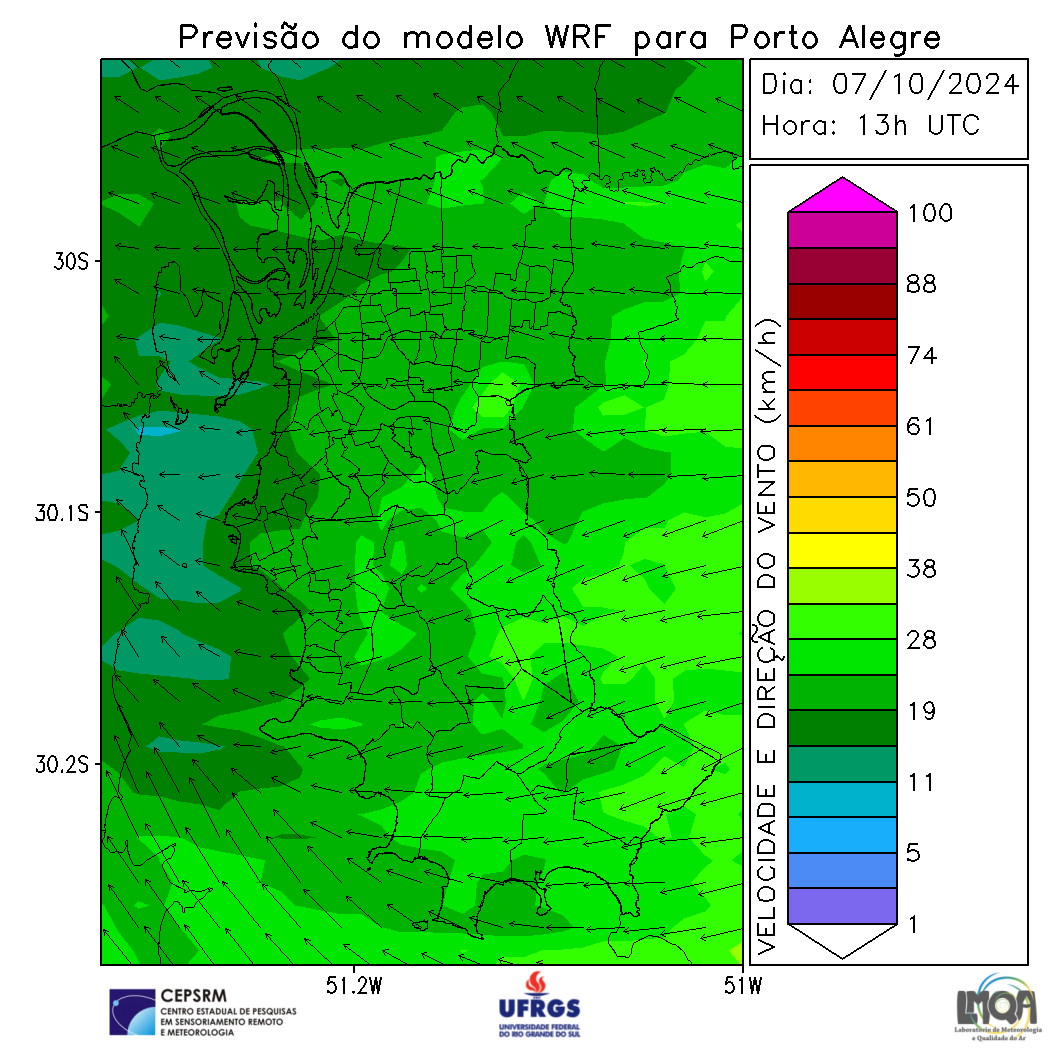 Previsão do modelo WRF para Porto Alegre
Dia: 07/10/2024
Hora: 13h UTC
30S
30.1S
30.2S
51.2W
51W
VELOCIDADE E DIREÇÃO DO VENTO (km/h)
100
88
74
61
50
38
28
19
11
5
1
CEPSRM
CENTRO ESTADUAL DE PESQUISAS
EM SENSORIAMENTO REMOTO
E METEOROLOGIA
UFRGS
UNIVERSIDADE FEDERAL
DO RIO GRANDE DO SUL
LMQA
Laboratório de Meteorologia
e Qualidade do Ar